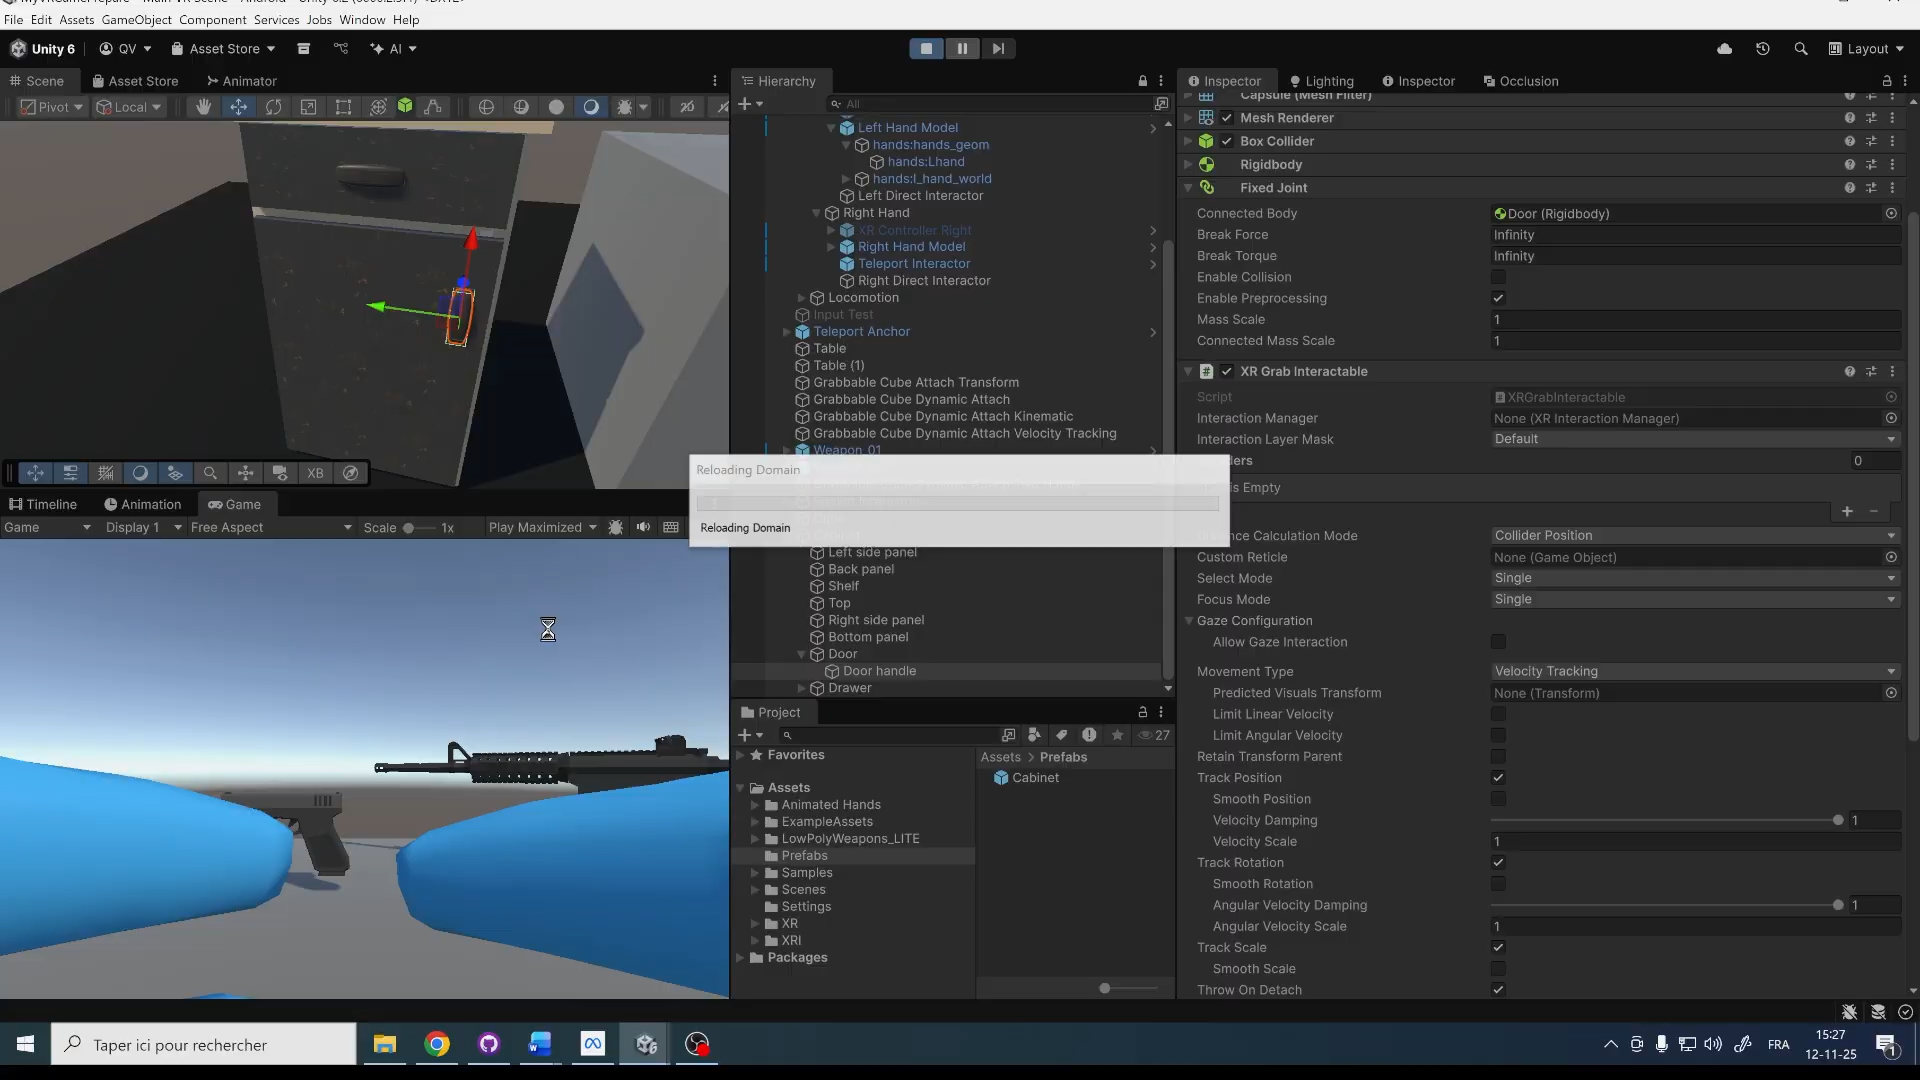 File Edit Assets GameObject Component Services Jobs Window Help
Unity 6 QV Asset Store AI Layout
Scene Asset Store Animator
Pivot Local
XB
Timeline Animation Game
Game Display 1 Free Aspect Scale 1x Play Maximized
Hierarchy
All
Left Hand Model
hands:hands_geom
hands:Lhand
hands:l_hand_world
Left Direct Interactor
Right Hand
XR Controller Right
Right Hand Model
Teleport Interactor
Right Direct Interactor
Locomotion
Input Test
Teleport Anchor
Table
Table (1)
Grabbable Cube Attach Transform
Grabbable Cube Dynamic Attach
Grabbable Cube Dynamic Attach Kinematic
Grabbable Cube Dynamic Attach Velocity Tracking
Weapon_01
Reloading Domain
Reloading Domain
Left side panel
Back panel
Shelf
Top
Right side panel
Bottom panel
Door
Door handle
Drawer
Project
27
Favorites
Assets
Animated Hands
ExampleAssets
LowPolyWeapons_LITE
Prefabs
Samples
Scenes
Settings
XR
XRI
Packages
Assets > Prefabs
Cabinet
Inspector Lighting Inspector Occlusion
Capsule (Mesh Filter)
Mesh Renderer
Box Collider
Rigidbody
Fixed Joint
Connected Body Door (Rigidbody)
Break Force Infinity
Break Torque Infinity
Enable Collision
Enable Preprocessing
Mass Scale 1
Connected Mass Scale 1
XR Grab Interactable
Script XRGrabInteractable
Interaction Manager None (XR Interaction Manager)
Interaction Layer Mask Default
ders 0
is Empty
Calculation Mode Collider Position
Custom Reticle None (Game Object)
Select Mode Single
Focus Mode Single
Gaze Configuration
Allow Gaze Interaction
Movement Type Velocity Tracking
Predicted Visuals Transform None (Transform)
Limit Linear Velocity
Limit Angular Velocity
Retain Transform Parent
Track Position
Smooth Position
Velocity Damping 1
Velocity Scale 1
Track Rotation
Smooth Rotation
Angular Velocity Damping 1
Angular Velocity Scale 1
Track Scale
Smooth Scale
Throw On Detach
Taper ici pour rechercher
FRA 15:27
12-11-25
1